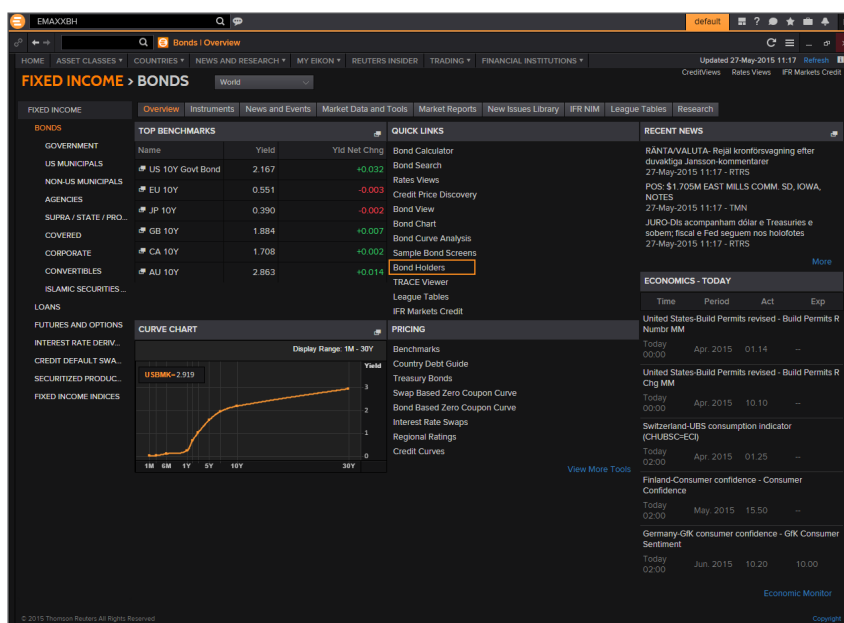 EMAXXBH
default
Bonds | Overview
HOME ASSET CLASSES COUNTRIES NEWS AND RESEARCH MY EIKON REUTERS INSIDER TRADING FINANCIAL INSTITUTIONS Updated 27-May-2015 11:17 Refresh
FIXED INCOME > BONDS World CreditViews Rates Views IFR Markets Credit
FIXED INCOME
BONDS
GOVERNMENT
US MUNICIPALS
NON-US MUNICIPALS
AGENCIES
SUPRA / STATE / PRO...
COVERED
CORPORATE
CONVERTIBLES
ISLAMIC SECURITIES...
LOANS
FUTURES AND OPTIONS
INTEREST RATE DERIV...
CREDIT DEFAULT SWA...
SECURITIZED PRODUC...
FIXED INCOME INDICES
Overview Instruments News and Events Market Data and Tools Market Reports New Issues Library IFR NIM League Tables Research
TOP BENCHMARKS
Name Yield Yld Net Chng
US 10Y Govt Bond 2.167 +0.032
EU 10Y 0.551 -0.003
JP 10Y 0.390 -0.002
GB 10Y 1.884 +0.007
CA 10Y 1.708 +0.002
AU 10Y 2.863 +0.014
CURVE CHART
Display Range: 1M - 30Y
Yield
USBMK= 2.919
3
2
1
0
1M 6M 1Y 5Y 10Y 30Y
QUICK LINKS
Bond Calculator
Bond Search
Rates Views
Credit Price Discovery
Bond View
Bond Chart
Bond Curve Analysis
Sample Bond Screens
Bond Holders
TRACE Viewer
League Tables
IFR Markets Credit
PRICING
Benchmarks
Country Debt Guide
Treasury Bonds
Swap Based Zero Coupon Curve
Bond Based Zero Coupon Curve
Interest Rate Swaps
Regional Ratings
Credit Curves
View More Tools
RECENT NEWS
RÄNTA/VALUTA- Rejäl kronförsvagning efter
duvaktiga Jansson-kommentarer
27-May-2015 11:17 - RTRS
POS: $1.705M EAST MILLS COMM. SD, IOWA,
NOTES
27-May-2015 11:17 - TMN
JURO-DIs acompanham dólar e Treasuries e
sobem; fiscal e Fed seguem nos holofotes
27-May-2015 11:17 - RTRS
More
ECONOMICS - TODAY
Time Period Act Exp
United States-Build Permits revised - Build Permits R
Numbr MM
Today
00:00 Apr. 2015 01.14 --
United States-Build Permits revised - Build Permits R
Chg MM
Today
00:00 Apr. 2015 10.10 --
Switzerland-UBS consumption indicator
(CHUBSC=ECI)
Today
02:00 Apr. 2015 01.25 --
Finland-Consumer confidence - Consumer
Confidence
Today
02:00 May. 2015 15.50 --
Germany-GfK consumer confidence - GfK Consumer
Sentiment
Today
02:00 Jun. 2015 10.20 10.00
Economic Monitor
© 2015 Thomson Reuters All Rights Reserved
Copyright